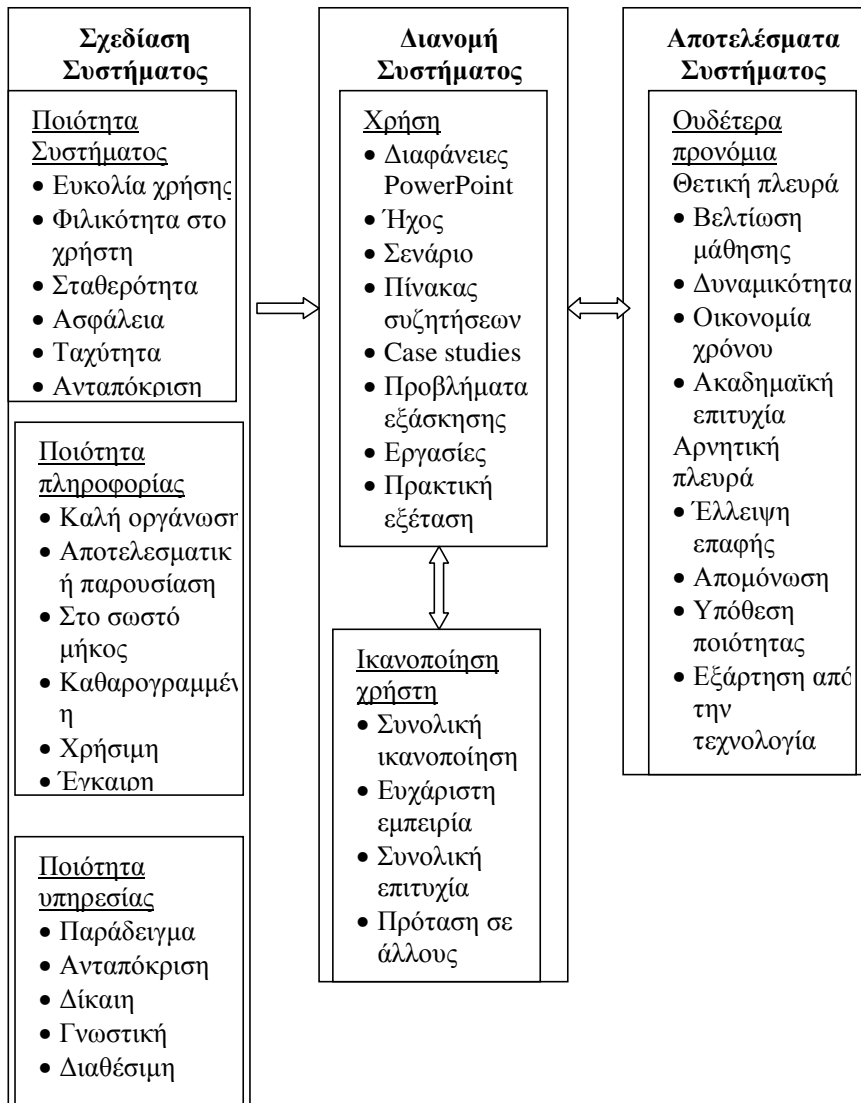 Σχεδίαση
Συστήματος
Ποιότητα
Συστήματος
• Ευκολία χρήσης
• Φιλικότητα στο
χρήστη
• Σταθερότητα
• Ασφάλεια
• Ταχύτητα
• Ανταπόκριση
Ποιότητα
πληροφορίας
• Καλή οργάνωση
• Αποτελεσματικ
ή παρουσίαση
• Στο σωστό
μήκος
• Καθαρογραμμέν
η
• Χρήσιμη
• Έγκαιρη
Ποιότητα
υπηρεσίας
• Παράδειγμα
• Ανταπόκριση
• Δίκαιη
• Γνωστική
• Διαθέσιμη
Διανομή
Συστήματος
Χρήση
• Διαφάνειες
PowerPoint
• Ήχος
• Σενάριο
• Πίνακας
συζητήσεων
• Case studies
• Προβλήματα
εξάσκησης
• Εργασίες
• Πρακτική
εξέταση
Ικανοποίηση
χρήστη
• Συνολική
ικανοποίηση
• Ευχάριστη
εμπειρία
• Συνολική
επιτυχία
• Πρόταση σε
άλλους
Αποτελέσματα
Συστήματος
Ουδέτερα
προνόμια
Θετική πλευρά
• Βελτίωση
μάθησης
• Δυναμικότητα
• Οικονομία
χρόνου
• Ακαδημαϊκή
επιτυχία
Αρνητική
πλευρά
• Έλλειψη
επαφής
• Απομόνωση
• Υπόθεση
ποιότητας
• Εξάρτηση από
την
τεχνολογία